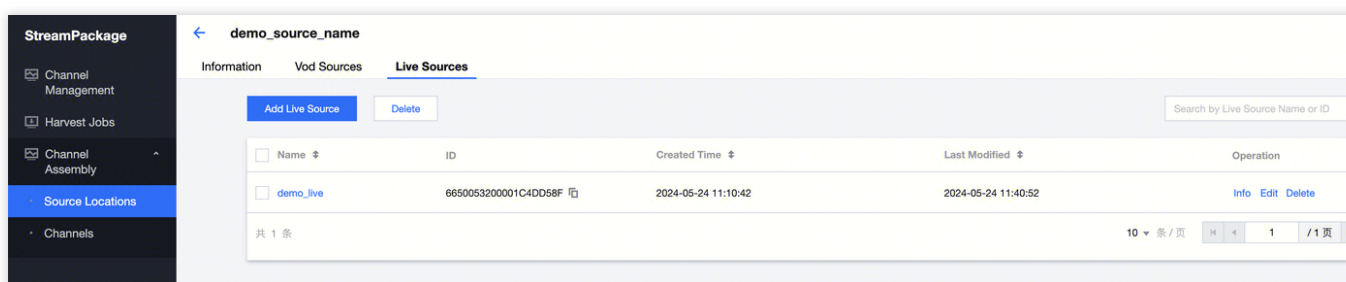 StreamPackage
Channel
Management
Harvest Jobs
Channel
Assembly
Source Locations
Channels
demo_source_name
Information Vod Sources Live Sources
Add Live Source Delete Search by Live Source Name or ID
Name ID Created Time Last Modified Operation
demo_live 6650053200001C4DD58F 2024-05-24 11:10:42 2024-05-24 11:40:52 Info Edit Delete
共 1 条 10 条 / 页 1 / 1 页